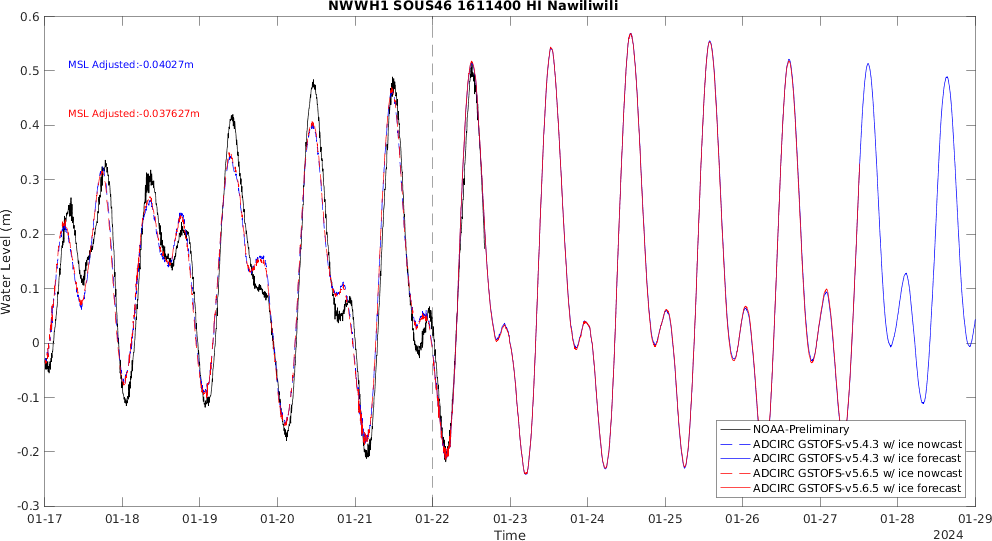 NWWH1 SOUS46 1611400 HI Nawiliwili
Water Level (m)
0.6
0.5
0.4
0.3
0.2
0.1
0
-0.1
-0.2
-0.3
MSL Adjusted:-0.04027m
MSL Adjusted:-0.037627m
NOAA-Preliminary
ADCIRC GSTOFS-v5.4.3 w/ ice nowcast
ADCIRC GSTOFS-v5.4.3 w/ ice forecast
ADCIRC GSTOFS-v5.6.5 w/ ice nowcast
ADCIRC GSTOFS-v5.6.5 w/ ice forecast
01-17 01-18 01-19 01-20 01-21 01-22 01-23 01-24 01-25 01-26 01-27 01-28 01-29
Time
2024